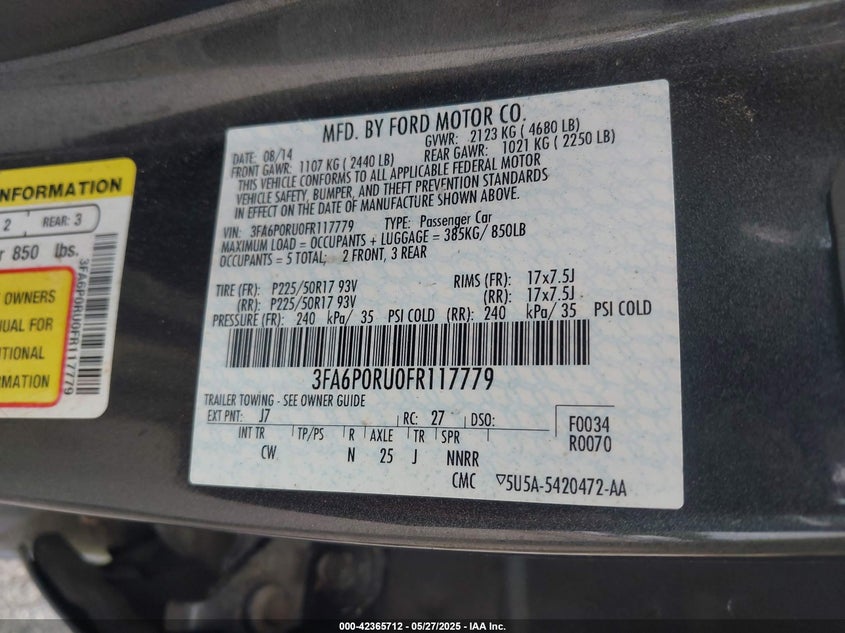 NFORMATION
2 REAR: 3
r 850 lbs.
OWNERS
UAL FOR
ITIONAL
MATION
3FA6P0RU0FR117779
MFD. BY FORD MOTOR CO.
DATE: 08/14 GVWR: 2123 KG ( 4680 LB)
FRONT GAWR: 1107 KG ( 2440 LB) REAR GAWR: 1021 KG ( 2250 LB)
THIS VEHICLE CONFORMS TO ALL APPLICABLE FEDERAL MOTOR
VEHICLE SAFETY, BUMPER, AND THEFT PREVENTION STANDARDS
IN EFFECT ON THE DATE OF MANUFACTURE SHOWN ABOVE.
VIN: 3FA6P0RU0FR117779 TYPE: Passenger Car
MAXIMUM LOAD = OCCUPANTS + LUGGAGE = 385KG/ 850LB
OCCUPANTS = 5 TOTAL; 2 FRONT, 3 REAR
TIRE (FR): P225/50R17 93V RIMS (FR): 17x7.5J
(RR): P225/50R17 93V (RR): 17x7.5J
PRESSURE (FR): 240 kPa/ 35 PSI COLD (RR): 240 kPa/ 35 PSI COLD
3FA6P0RU0FR117779
TRAILER TOWING - SEE OWNER GUIDE
EXT PNT: J7 RC: 27 DSO: F0034
INT TR TP/PS R AXLE TR SPR R0070
CW N 25 J NNRR
CMC ▽5U5A-5420472-AA
000-42365712 / 05/27/2025 - IAA Inc.